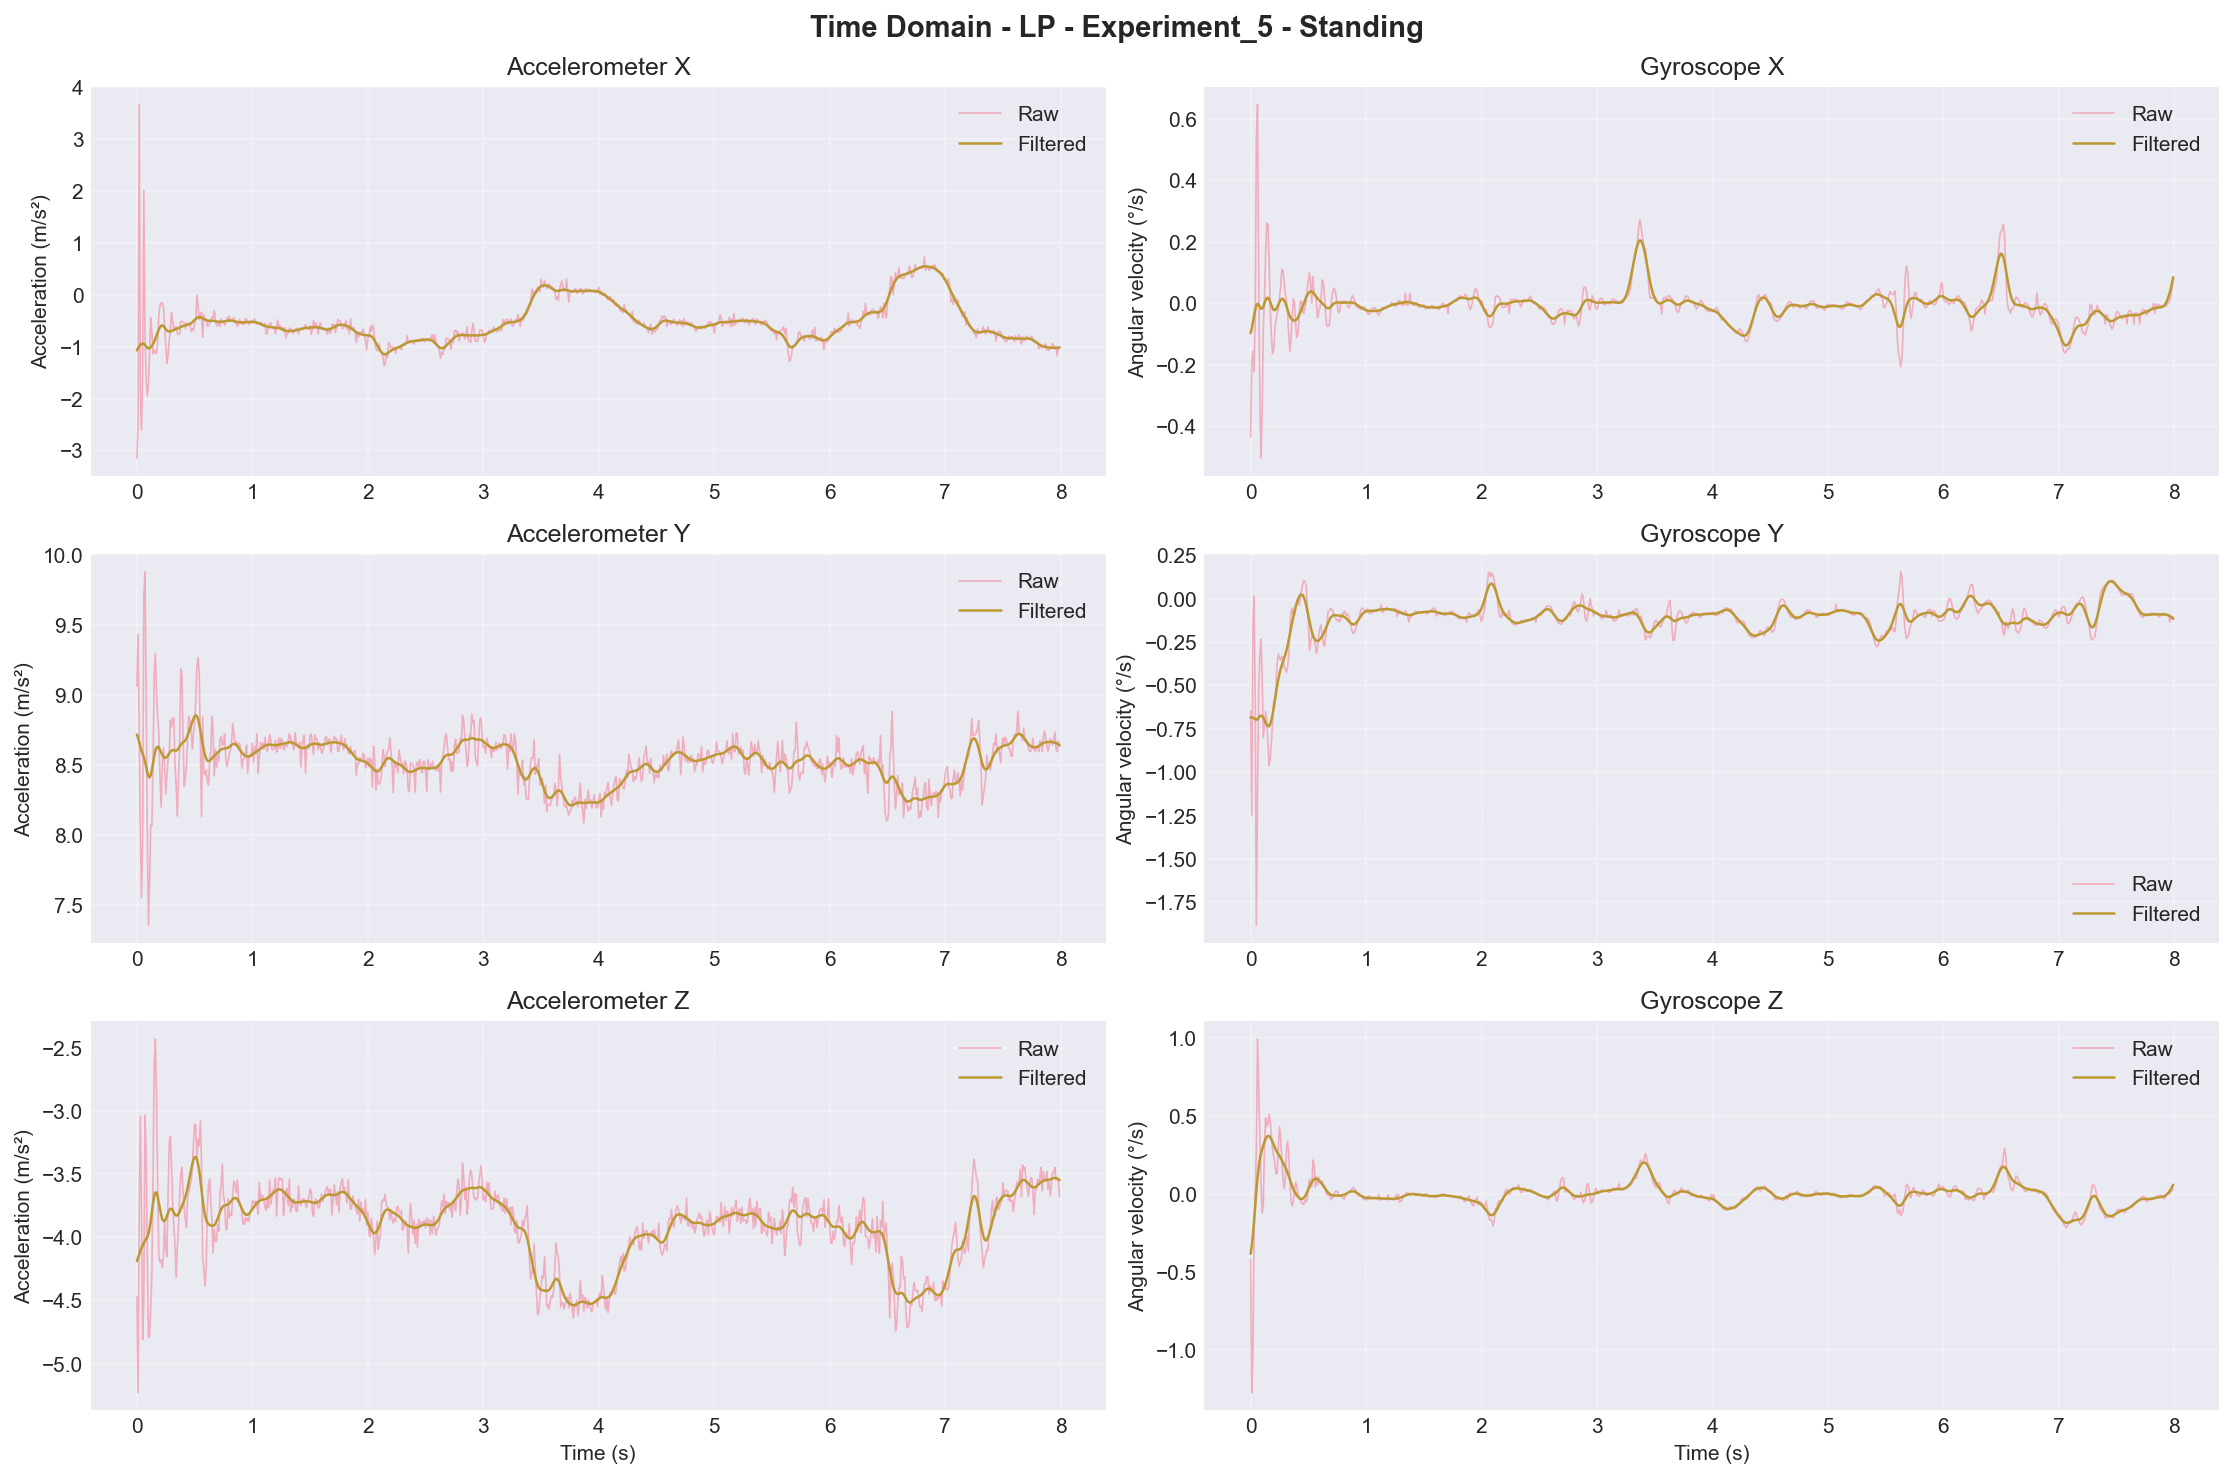 Time Domain - LP - Experiment_5 - Standing
Accelerometer X
Acceleration (m/s²)
4
3
2
1
0
−1
−2
−3
0 1 2 3 4 5 6 7 8
Raw
Filtered
Gyroscope X
Angular velocity (°/s)
0.6
0.4
0.2
0.0
−0.2
−0.4
0 1 2 3 4 5 6 7 8
Raw
Filtered
Accelerometer Y
Acceleration (m/s²)
10.0
9.5
9.0
8.5
8.0
7.5
0 1 2 3 4 5 6 7 8
Raw
Filtered
Gyroscope Y
Angular velocity (°/s)
0.25
0.00
−0.25
−0.50
−0.75
−1.00
−1.25
−1.50
−1.75
0 1 2 3 4 5 6 7 8
Raw
Filtered
Accelerometer Z
Acceleration (m/s²)
−2.5
−3.0
−3.5
−4.0
−4.5
−5.0
0 1 2 3 4 5 6 7 8
Time (s)
Raw
Filtered
Gyroscope Z
Angular velocity (°/s)
1.0
0.5
0.0
−0.5
−1.0
0 1 2 3 4 5 6 7 8
Time (s)
Raw
Filtered